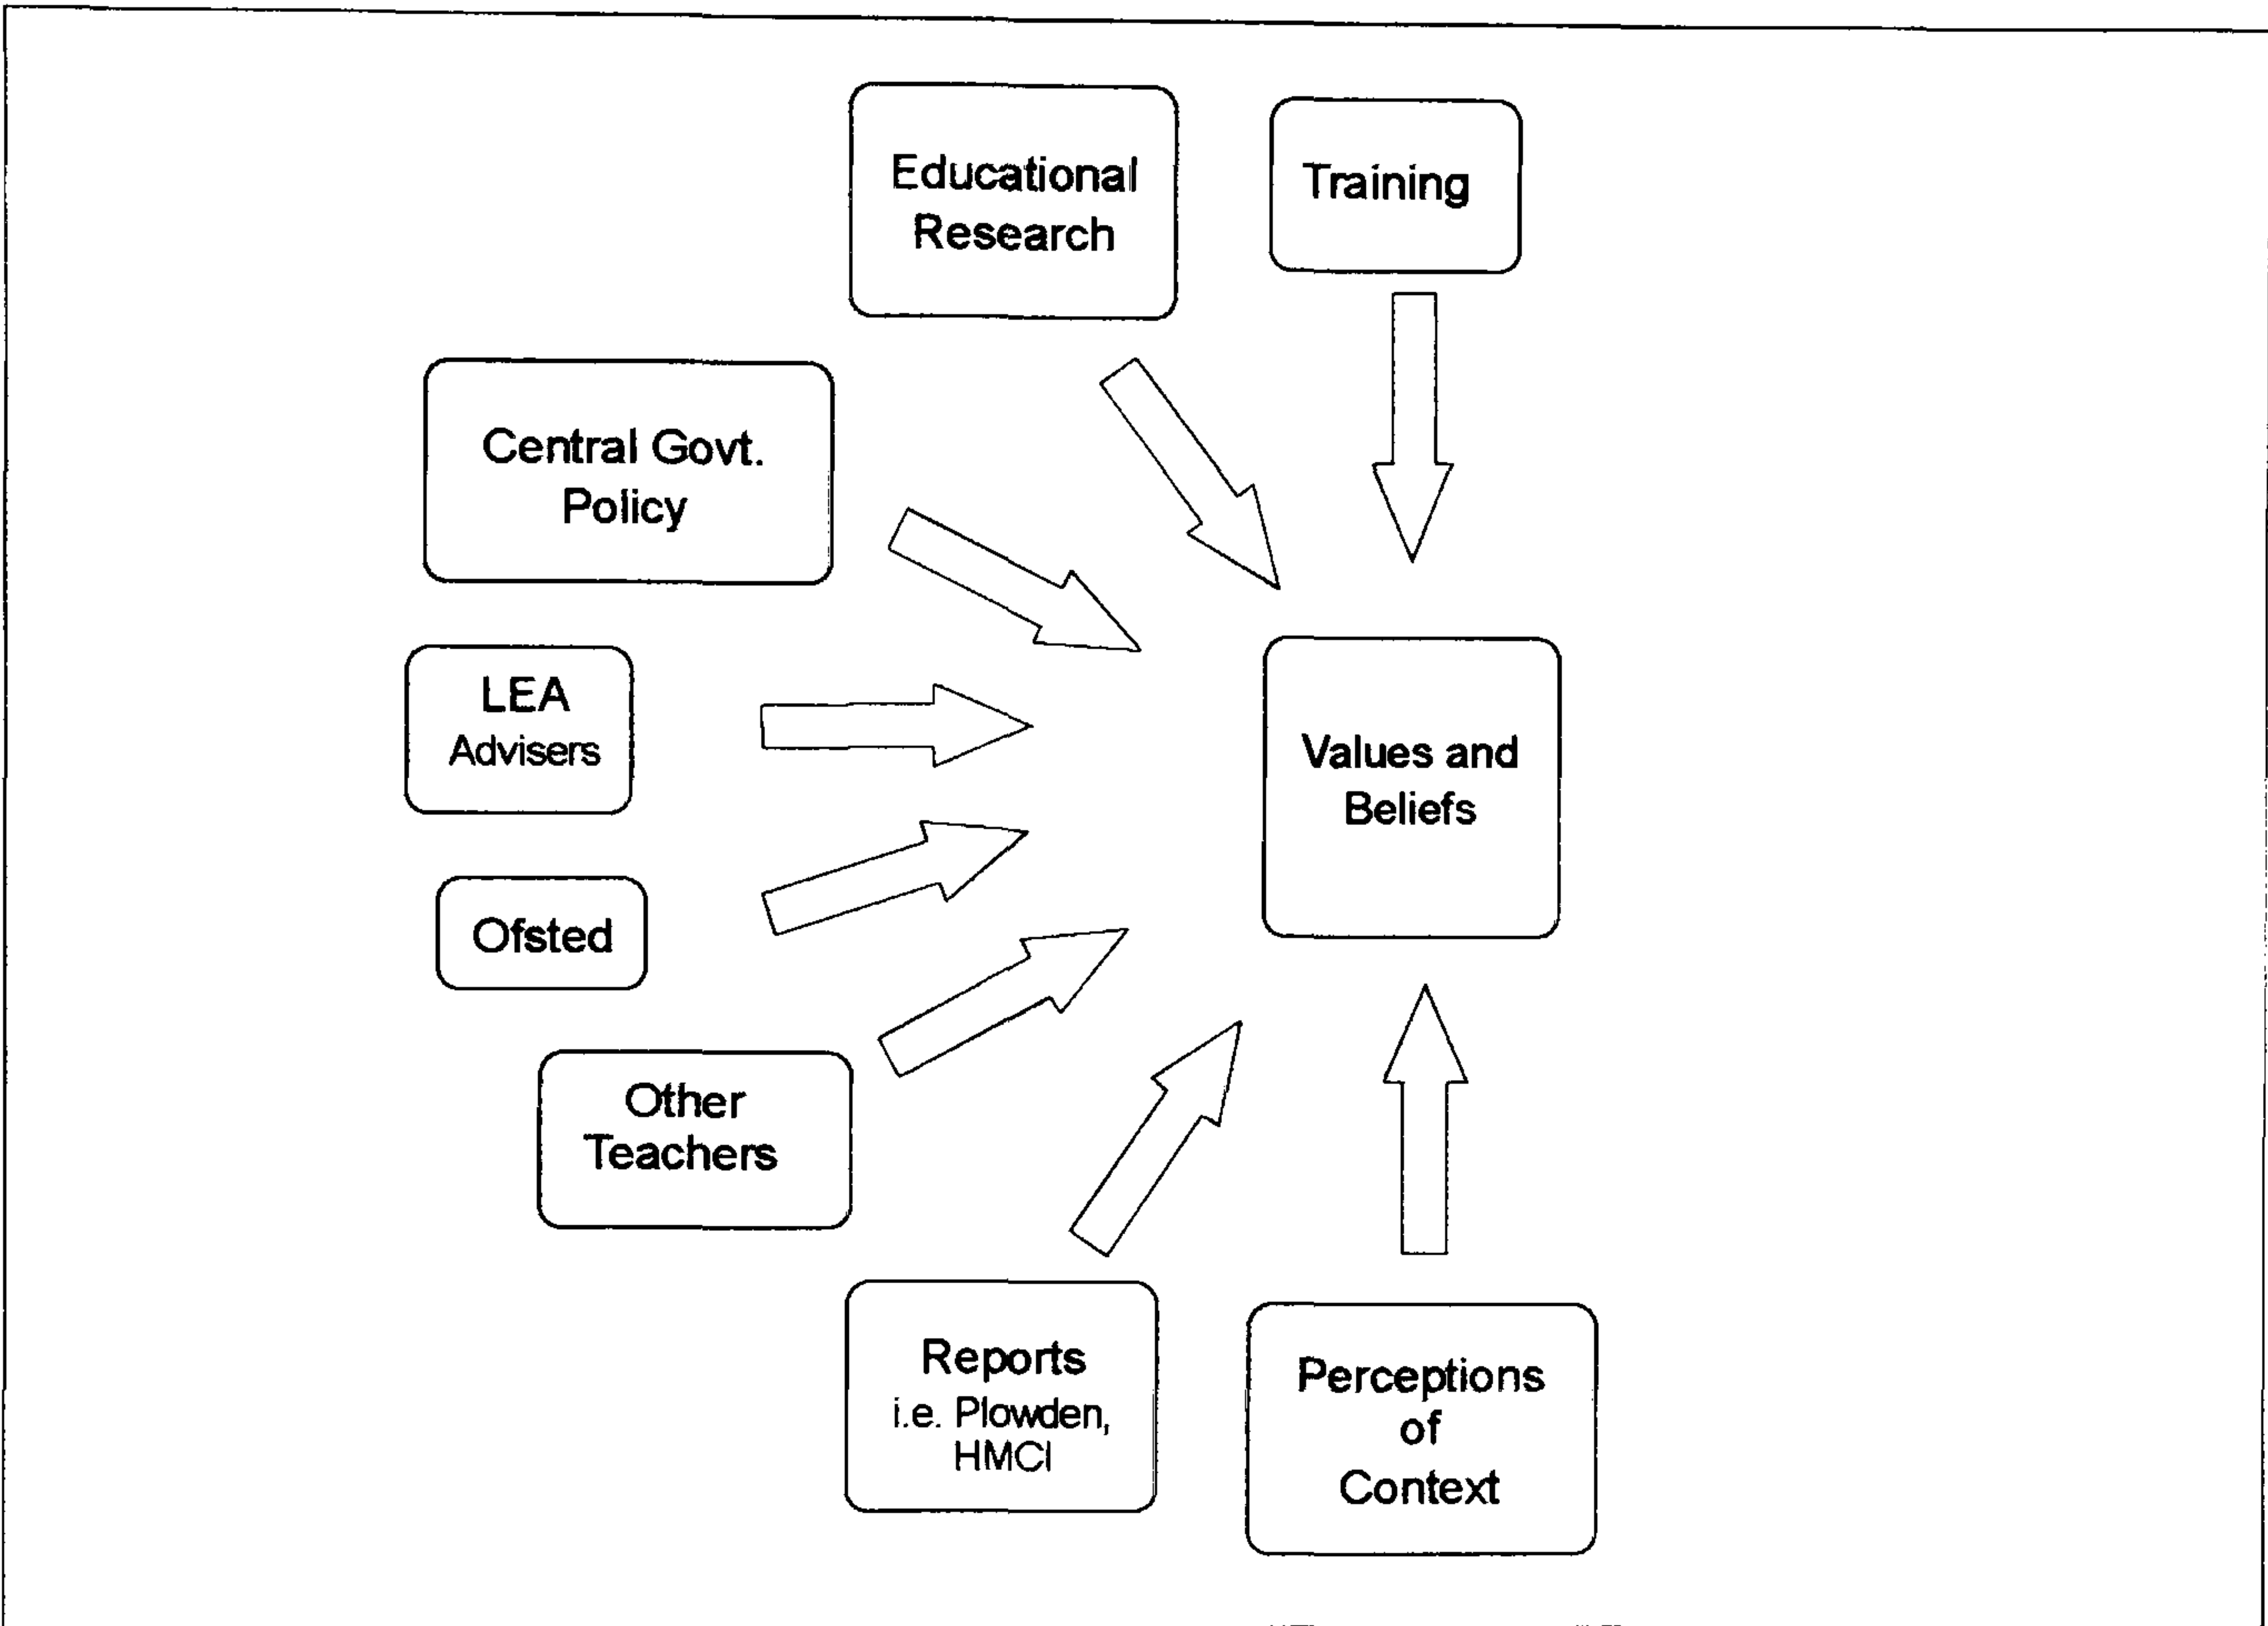 Educational
Research
Training
Central Govt.
Policy
LEA
Advisers
Values and
Beliefs
Ofsted
Other
Teachers
Reports
i.e. Plowden,
HMCI
Perceptions
of
Context